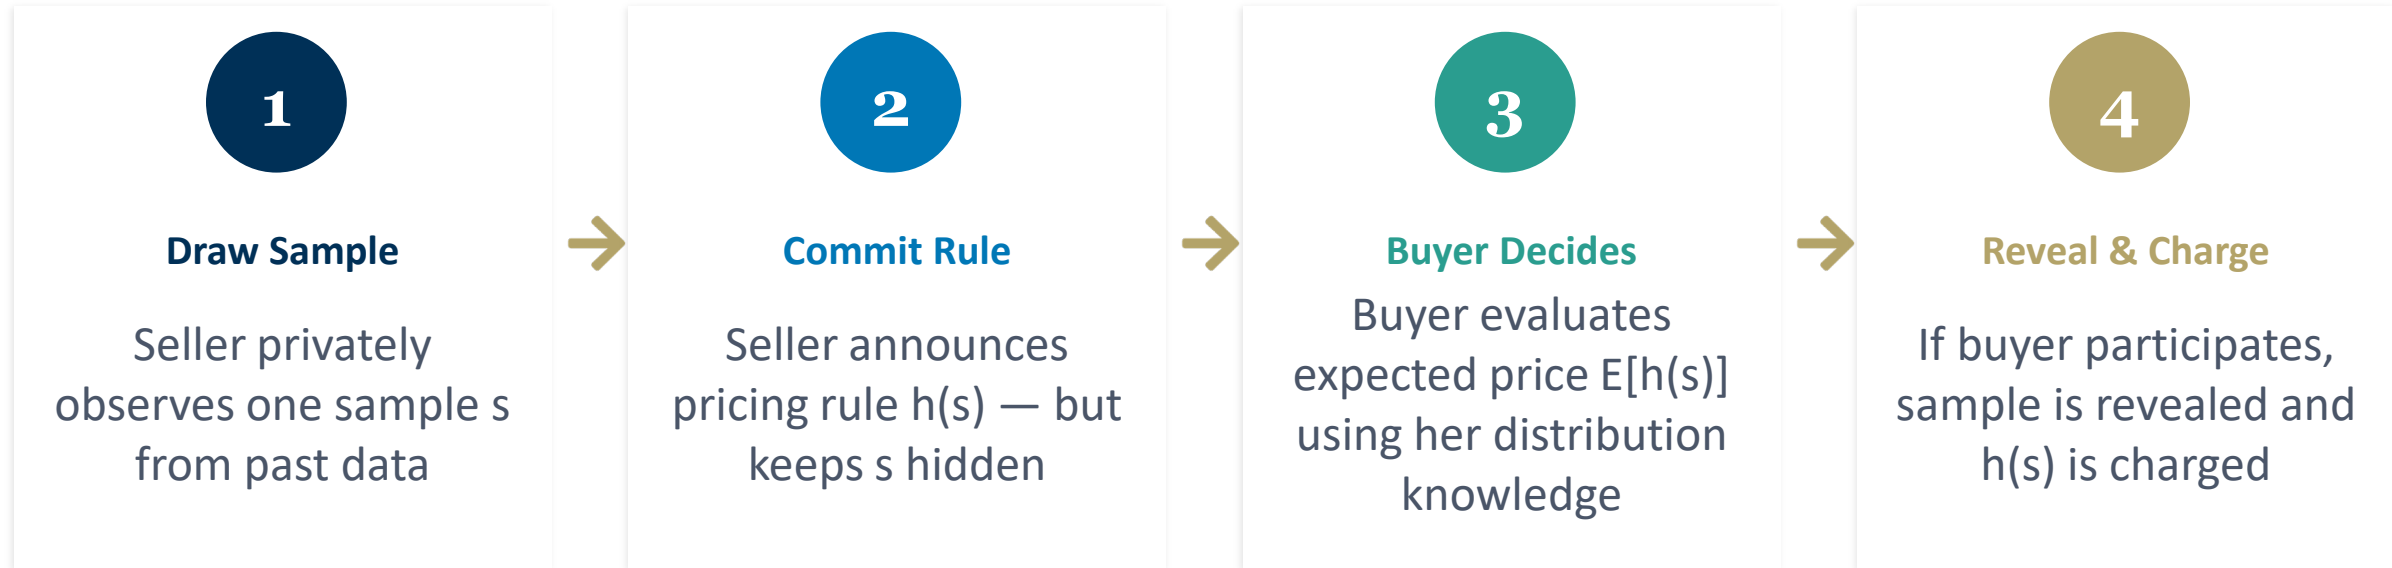 1
Draw Sample
Seller privately
observes one sample s
from past data
2
Commit Rule
Seller announces
pricing rule h(s) — but
keeps s hidden
3
Buyer Decides
Buyer evaluates
expected price E[h(s)]
using her distribution
knowledge
4
Reveal & Charge
If buyer participates,
sample is revealed and
h(s) is charged